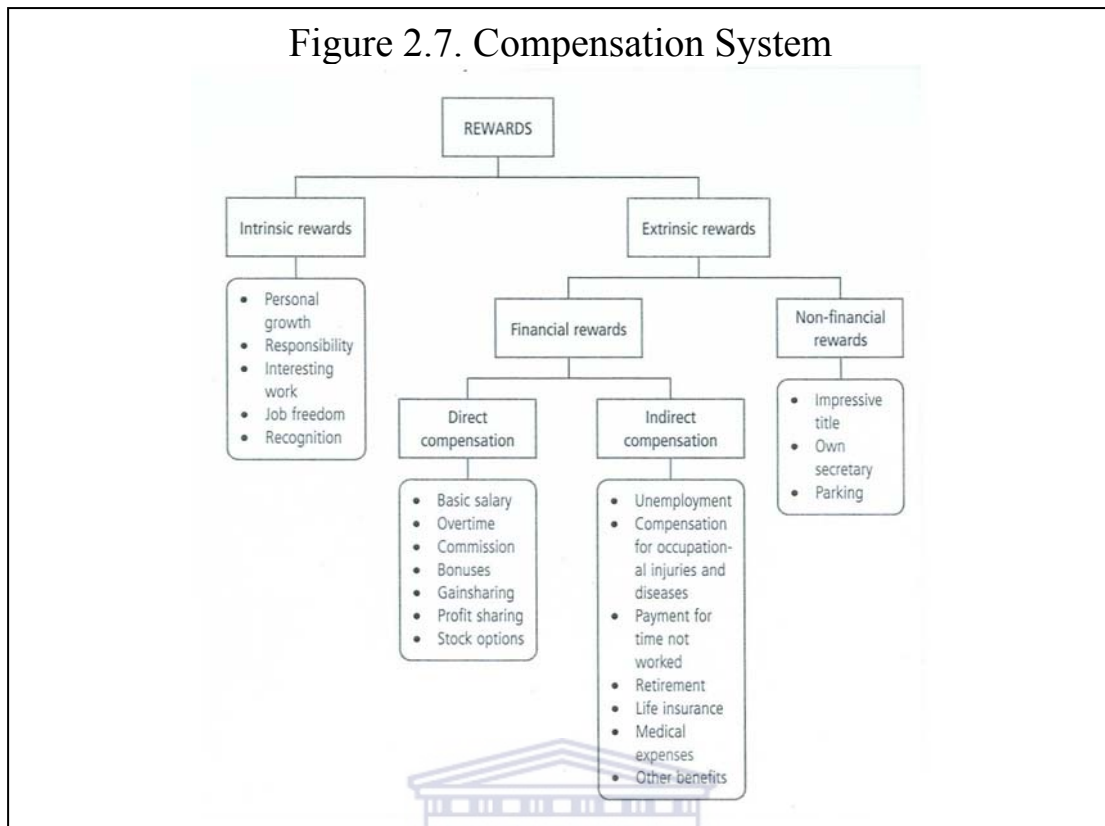 Figure 2.7. Compensation System
REWARDS
Intrinsic rewards
Extrinsic rewards
• Personal
growth
• Responsibility
• Interesting
work
• Job freedom
• Recognition
Financial rewards
Non-financial
rewards
Direct
compensation
Indirect
compensation
• Impressive
title
• Own
secretary
• Parking
• Basic salary
• Overtime
• Commission
• Bonuses
• Gainsharing
• Profit sharing
• Stock options
• Unemployment
• Compensation
for occupation-
al injuries and
diseases
• Payment for
time not
worked
• Retirement
• Life insurance
• Medical
expenses
• Other benefits